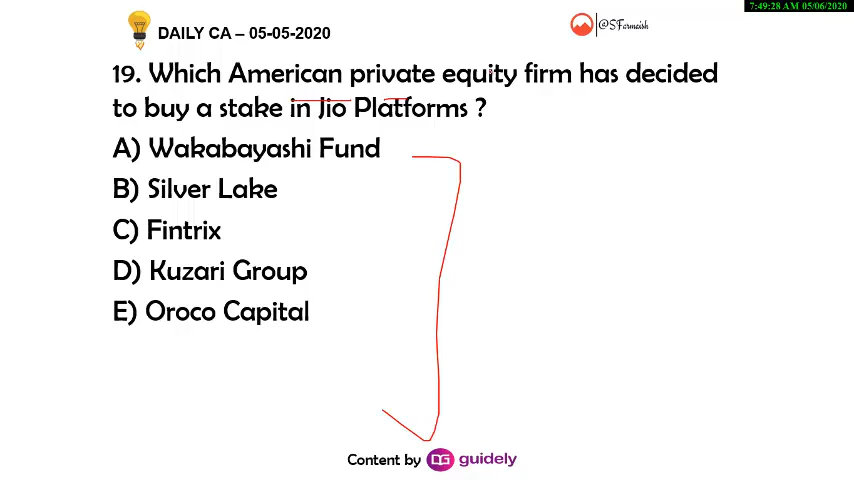 7:49:28 AM 05/06/2020
DAILY CA – 05-05-2020
@SFarmaish
19. Which American private equity firm has decided
to buy a stake in Jio Platforms ?
A) Wakabayashi Fund
B) Silver Lake
C) Fintrix
D) Kuzari Group
E) Oroco Capital
Content by DG guidely